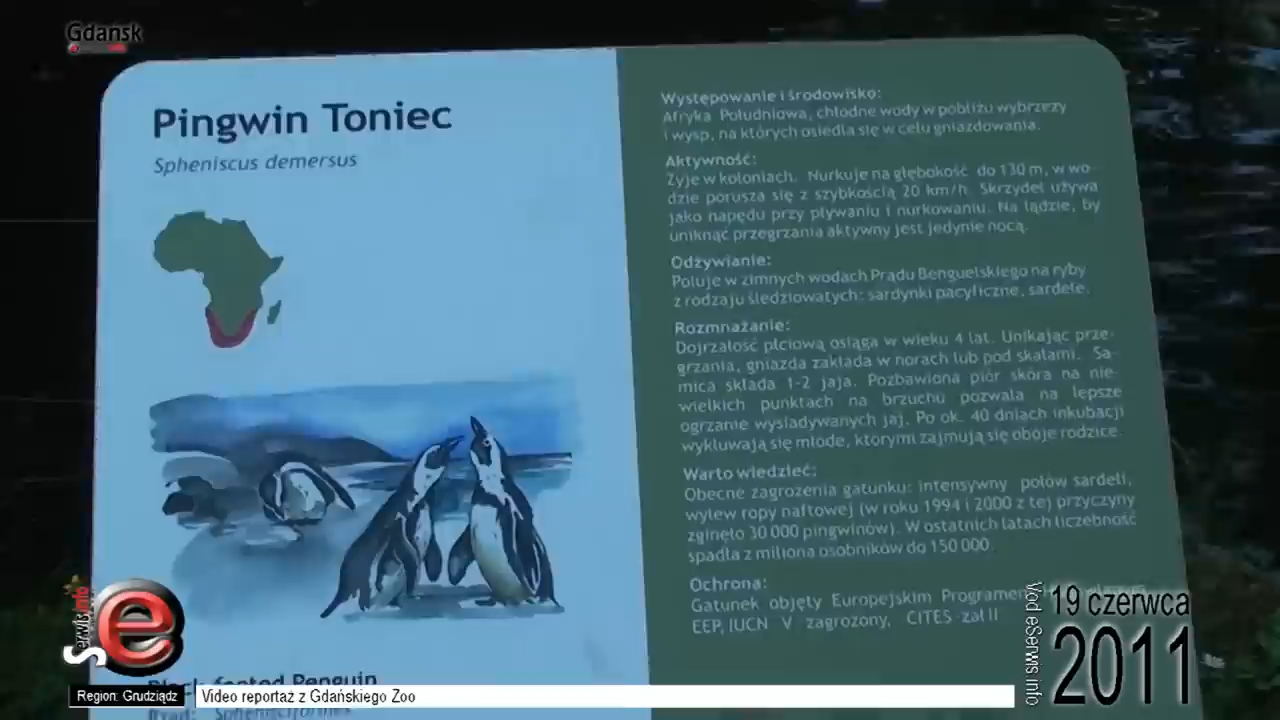 Gdańsk
Pingwin Toniec
Spheniscus demersus
Występowanie i środowisko:
Afryka Południowa, chłodne wody w pobliżu wybrzeży
i wysp, na których osiedla się w celu gniazdowania.
Aktywność:
Żyje w koloniach. Nurkuje na głębokość do 130 m, w wo-
dzie porusza się z szybkością 20 km/h. Skrzydeł używa
jako napędu przy pływaniu i nurkowaniu. Na lądzie, by
uniknąć przegrzania aktywny jest jedynie nocą.
Odżywianie:
Poluje w zimnych wodach Prądu Benguelskiego na ryby
z rodzaju śledziowatych: sardynki pacyficzne, sardele.
Rozmnażanie:
Dojrzałość płciową osiąga w wieku 4 lat. Unikając prze-
grzania, gniazda zakłada w norach lub pod skałami. Sa-
mica składa 1-2 jaja. Pozbawiona piór skóra na nie-
wielkich punktach na brzuchu pozwala na lepsze
ogrzanie wysiadywanych jaj. Po ok. 40 dniach inkubacji
wykluwają się młode, którymi zajmują się oboje rodzice.
Warto wiedzieć:
Obecne zagrożenia gatunku: intensywny połów sardeli,
wylew ropy naftowej (w roku 1994 i 2000 z tej przyczyny
zginęło 30 000 pingwinów). W ostatnich latach liczebność
spadła z miliona osobników do 150 000.
Ochrona:
Gatunek objęty Europejskim Programem
EEP, IUCN V zagrożony, CITES zał II
Black-footed Penguin
Rząd: Sphenisciformes
eSerwis.info
Region: Grudziądz
Video reportaż z Gdańskiego Zoo
Vod eSerwis.info
19 czerwca
2011